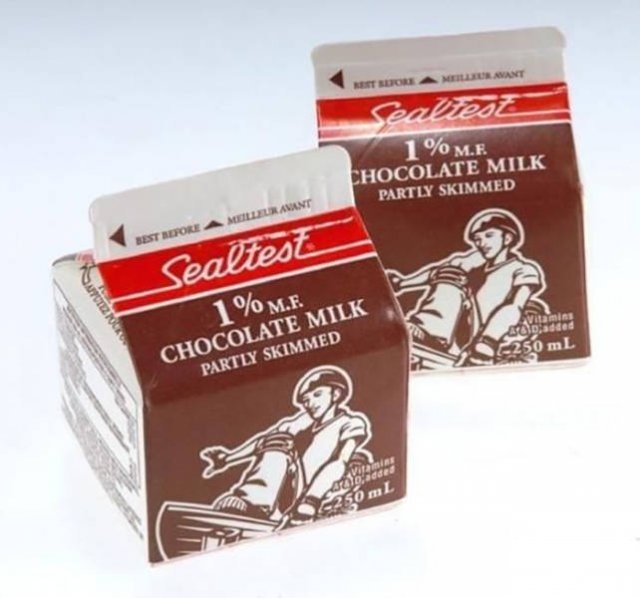 BEST BEFORE MEILLEUR AVANT
Sealtest
1% M.F.
CHOCOLATE MILK
PARTLY SKIMMED
Vitamins
A & D added
250 mL
BEST BEFORE MEILLEUR AVANT
Sealtest
1% M.F.
CHOCOLATE MILK
PARTLY SKIMMED
Vitamins
A & D added
250 mL